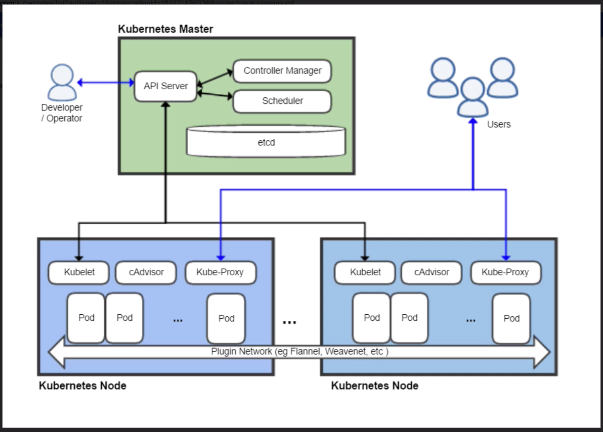 Kubernetes Master
API Server
Controller Manager
Scheduler
etcd
Developer
/ Operator
Users
Kubelet
cAdvisor
Kube-Proxy
Pod
Pod
...
Pod
...
Kubelet
cAdvisor
Kube-Proxy
Pod
Pod
...
Pod
Plugin Network (eg Flannel, Weavenet, etc )
Kubernetes Node
Kubernetes Node